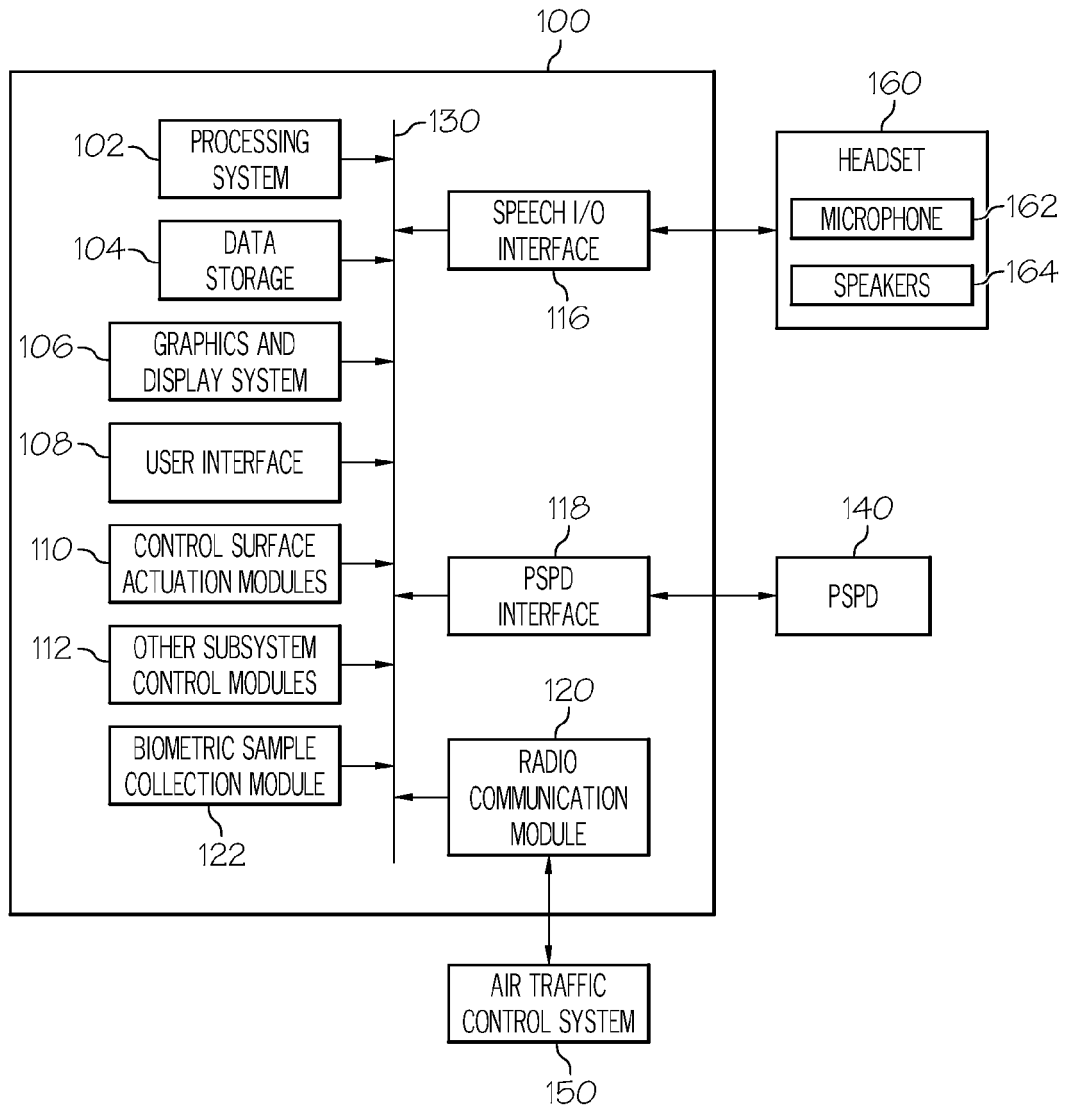 100
130
102
PROCESSING
SYSTEM
104
DATA
STORAGE
106
GRAPHICS AND
DISPLAY SYSTEM
108
USER INTERFACE
110
CONTROL SURFACE
ACTUATION MODULES
112
OTHER SUBSYSTEM
CONTROL MODULES
BIOMETRIC SAMPLE
COLLECTION MODULE
122
SPEECH I/O
INTERFACE
116
118
PSPD
INTERFACE
120
RADIO
COMMUNICATION
MODULE
160
HEADSET
MICROPHONE
162
SPEAKERS
164
140
PSPD
AIR TRAFFIC
CONTROL SYSTEM
150